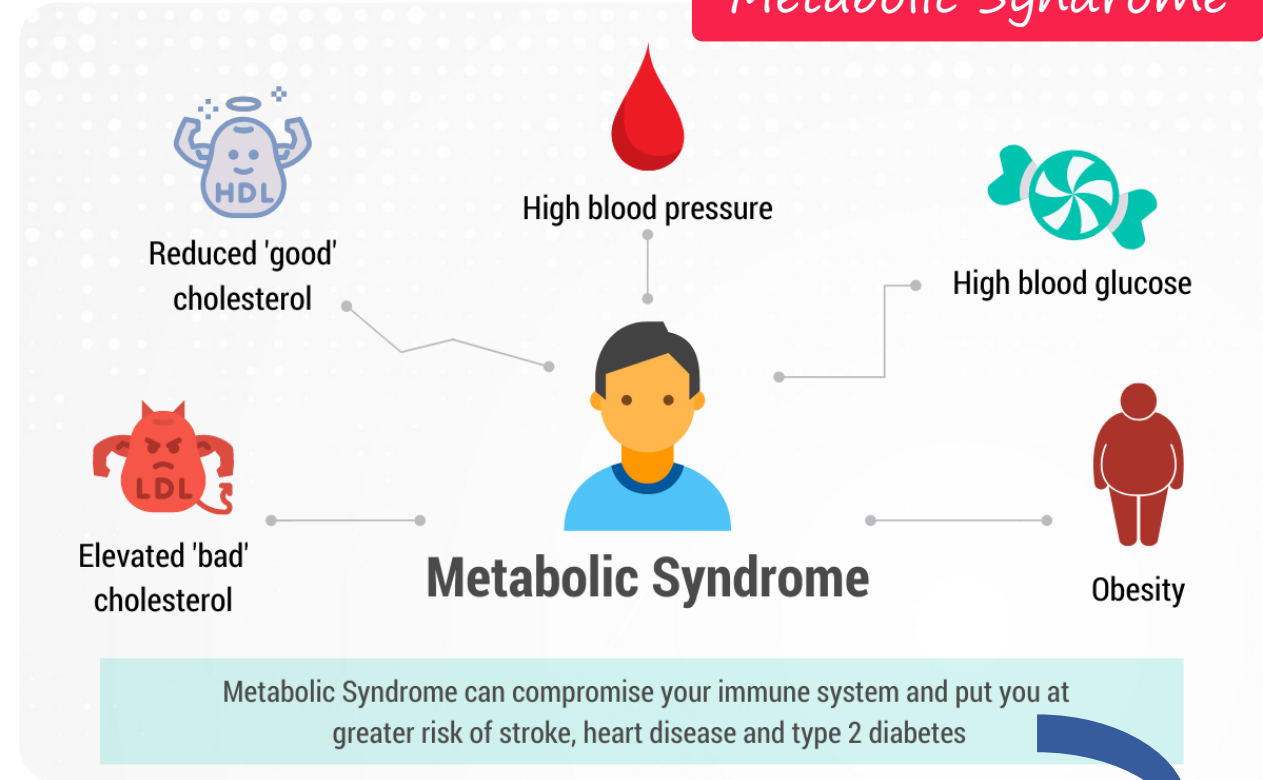 Metabolic Syndrome
HDL
Reduced 'good'
cholesterol
High blood pressure
High blood glucose
LDL
Elevated 'bad'
cholesterol
Metabolic Syndrome
Obesity
Metabolic Syndrome can compromise your immune system and put you at
greater risk of stroke, heart disease and type 2 diabetes